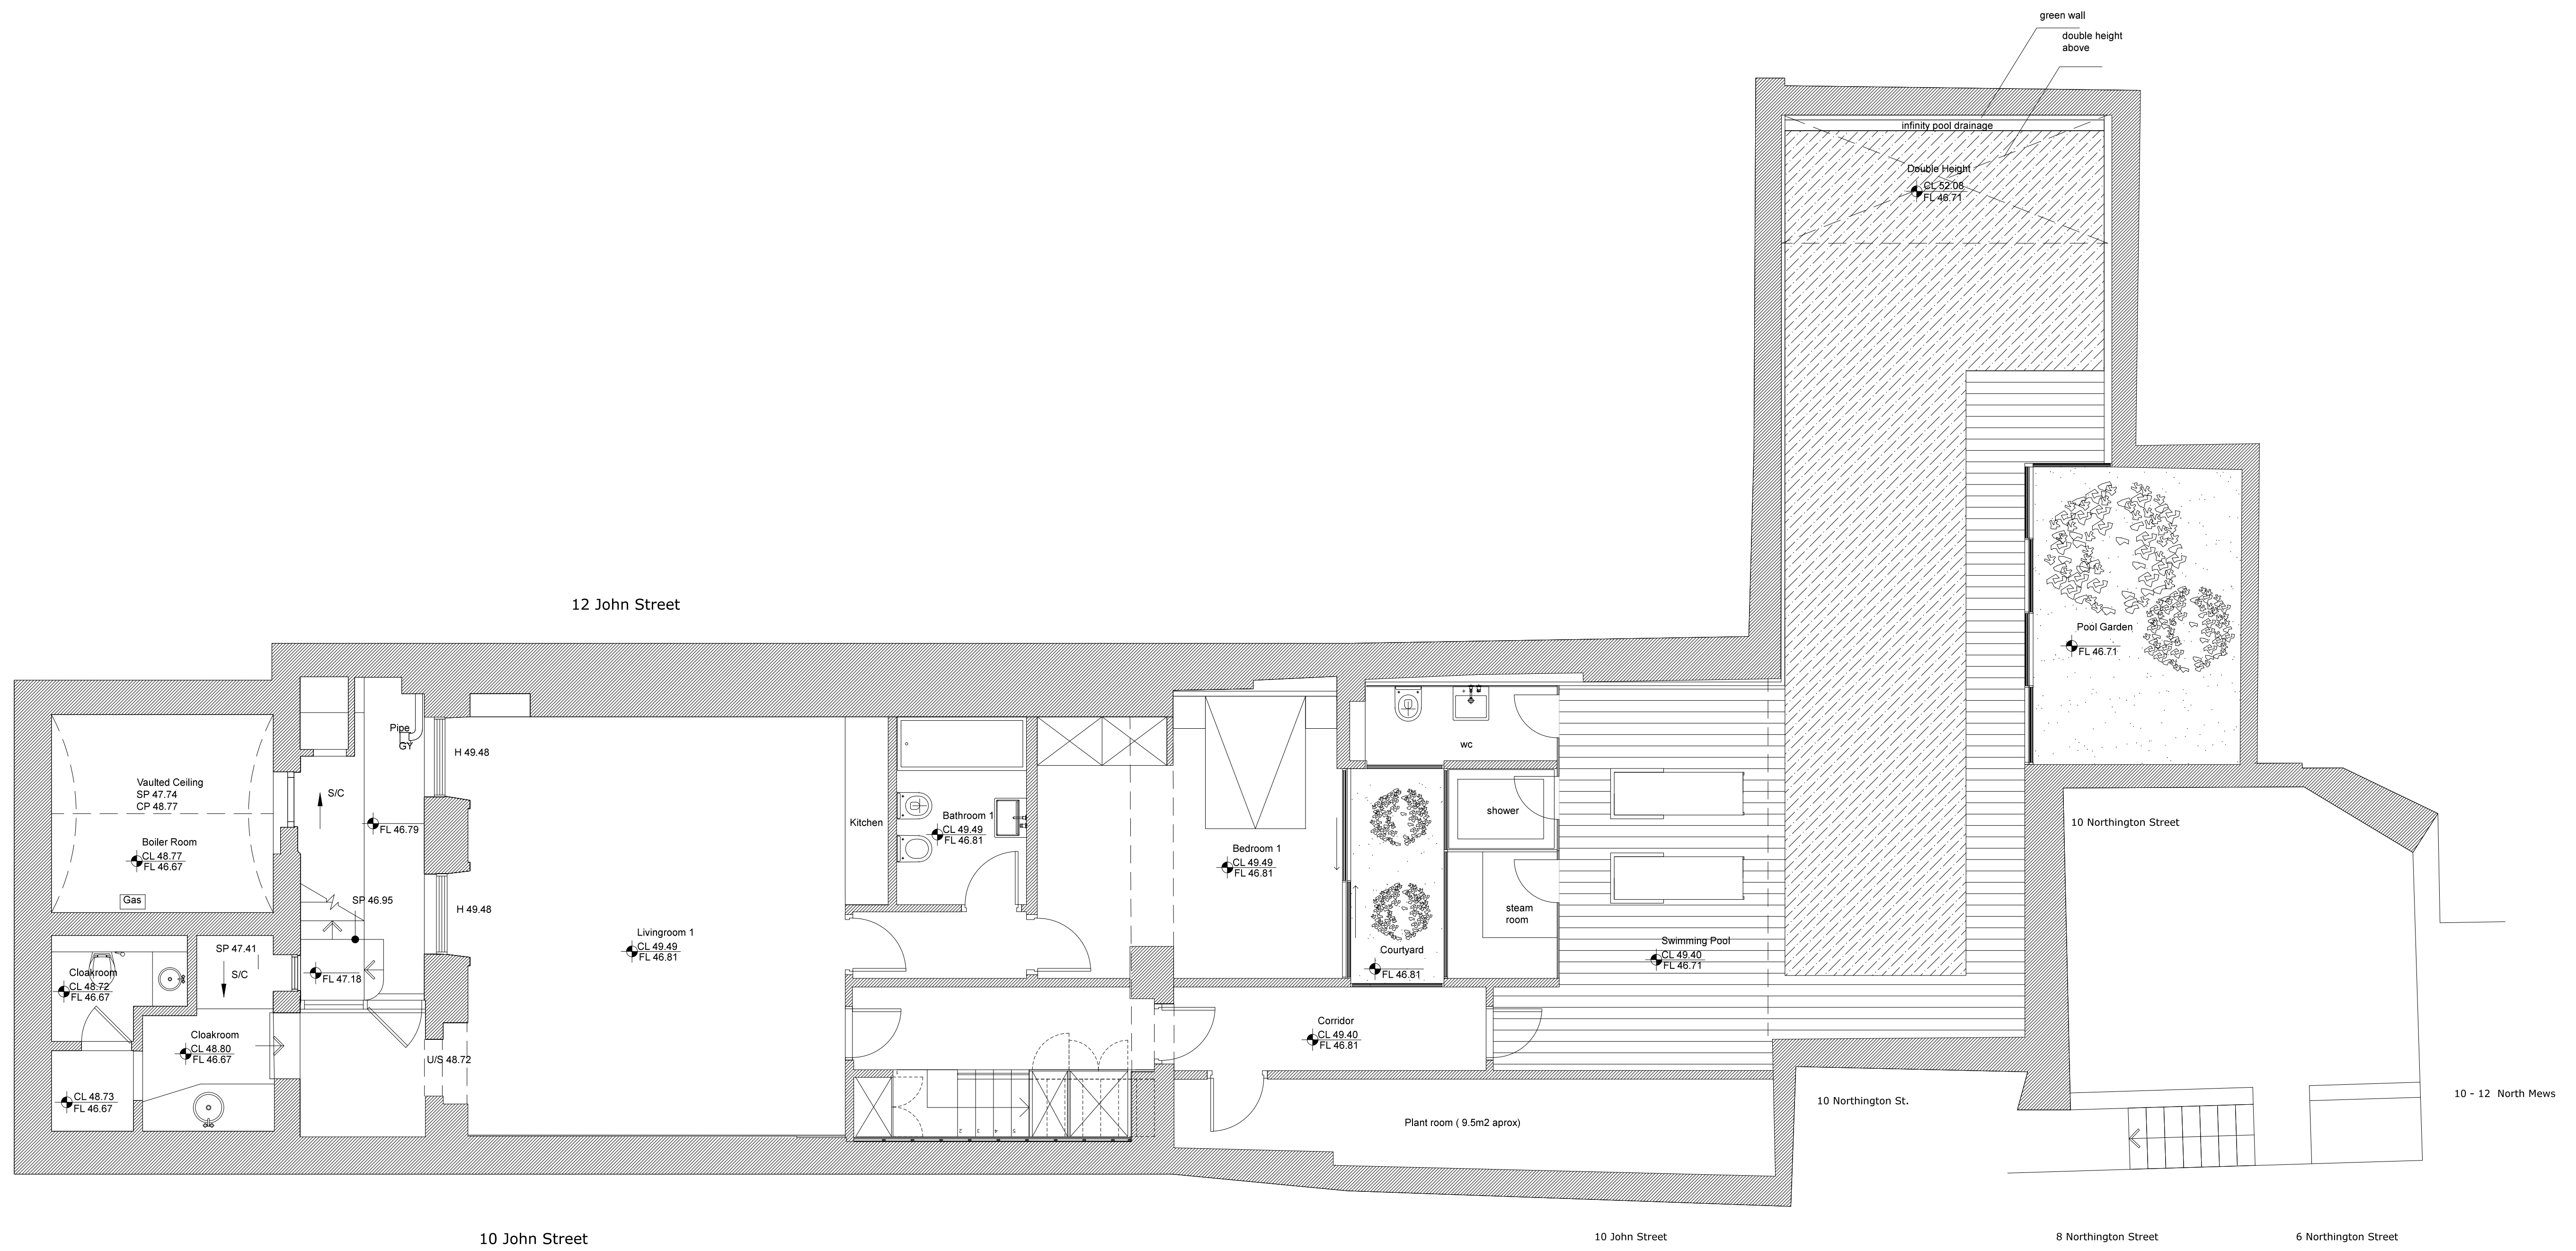 green wall
double height
above
infinity pool drainage
Double Height
CL 52.08
FL 46.71
12 John Street
Pool Garden
FL 46.71
Pipe
GY
H 49.48
wc
Vaulted Ceiling
SP 47.74
CP 48.77
S/C
FL 46.79
Kitchen
Bathroom 1
CL 49.49
FL 46.81
shower
10 Northington Street
Boiler Room
CL 48.77
FL 46.67
Gas
SP 46.95
H 49.48
Bedroom 1
CL 49.49
FL 46.81
steam
room
Livingroom 1
CL 49.49
FL 46.81
Courtyard
FL 46.81
Swimming Pool
CL 49.40
FL 46.71
SP 47.41
S/C
Cloakroom
CL 48.72
FL 46.67
FL 47.18
Cloakroom
CL 48.80
FL 46.67
U/S 48.72
Corridor
CL 49.40
FL 46.81
CL 48.73
FL 46.67
1
2
3
4
5
Plant room ( 9.5m2 aprox)
10 Northington St.
10 - 12 North Mews
10 John Street
10 John Street
8 Northington Street
6 Northington Street